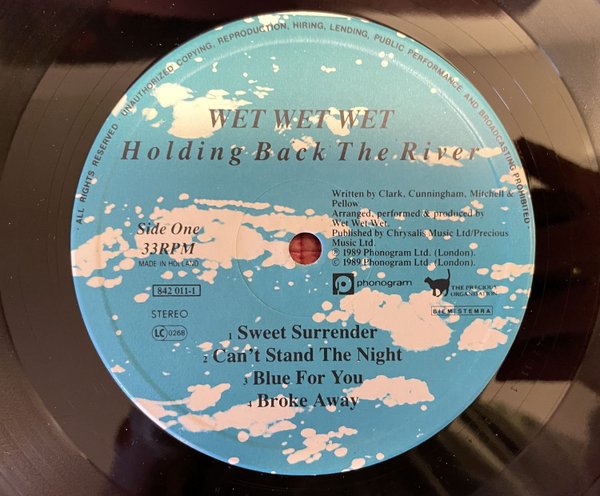 ALL RIGHTS RESERVED. UNAUTHORIZED COPYING, REPRODUCTION, HIRING, LENDING, PUBLIC PERFORMANCE AND BROADCASTING PROHIBITED.
WET WET WET
Holding Back The River
Side One
33RPM
MADE IN HOLLAND
842 011-1
STEREO
LC 0268
Written by Clark, Cunningham, Mitchell &
Pellow.
Arranged, performed & produced by
Wet Wet Wet.
Published by Chrysalis Music Ltd/Precious
Music Ltd.
℗ 1989 Phonogram Ltd. (London).
© 1989 Phonogram Ltd. (London).
phonogram
THE PRECIOUS
ORGANISATION
BIEM/STEMRA
1 Sweet Surrender
2 Can't Stand The Night
3 Blue For You
4 Broke Away